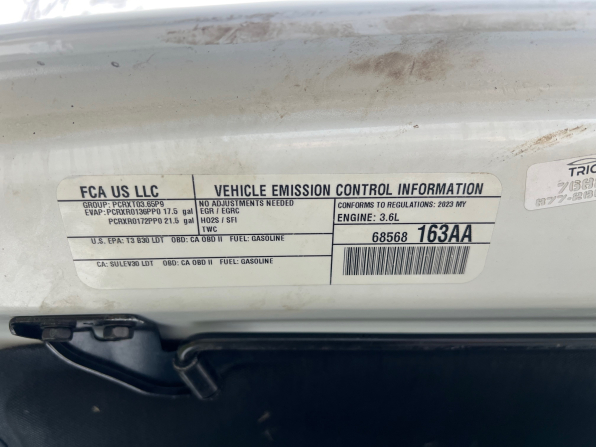 FCA US LLC
VEHICLE EMISSION CONTROL INFORMATION
GROUP: PCRXT03.65P9
EVAP: PCRXR0136PP0 17.5 gal
PCRXR0172PP0 21.5 gal
NO ADJUSTMENTS NEEDED
EGR / EGRC
HO2S / SFI
TWC
CONFORMS TO REGULATIONS: 2023 MY
ENGINE: 3.6L
68568 163AA
U.S. EPA: T3 B30 LDT OBD: CA OBD II FUEL: GASOLINE
CA: SULEV30 LDT OBD: CA OBD II FUEL: GASOLINE
TRIC